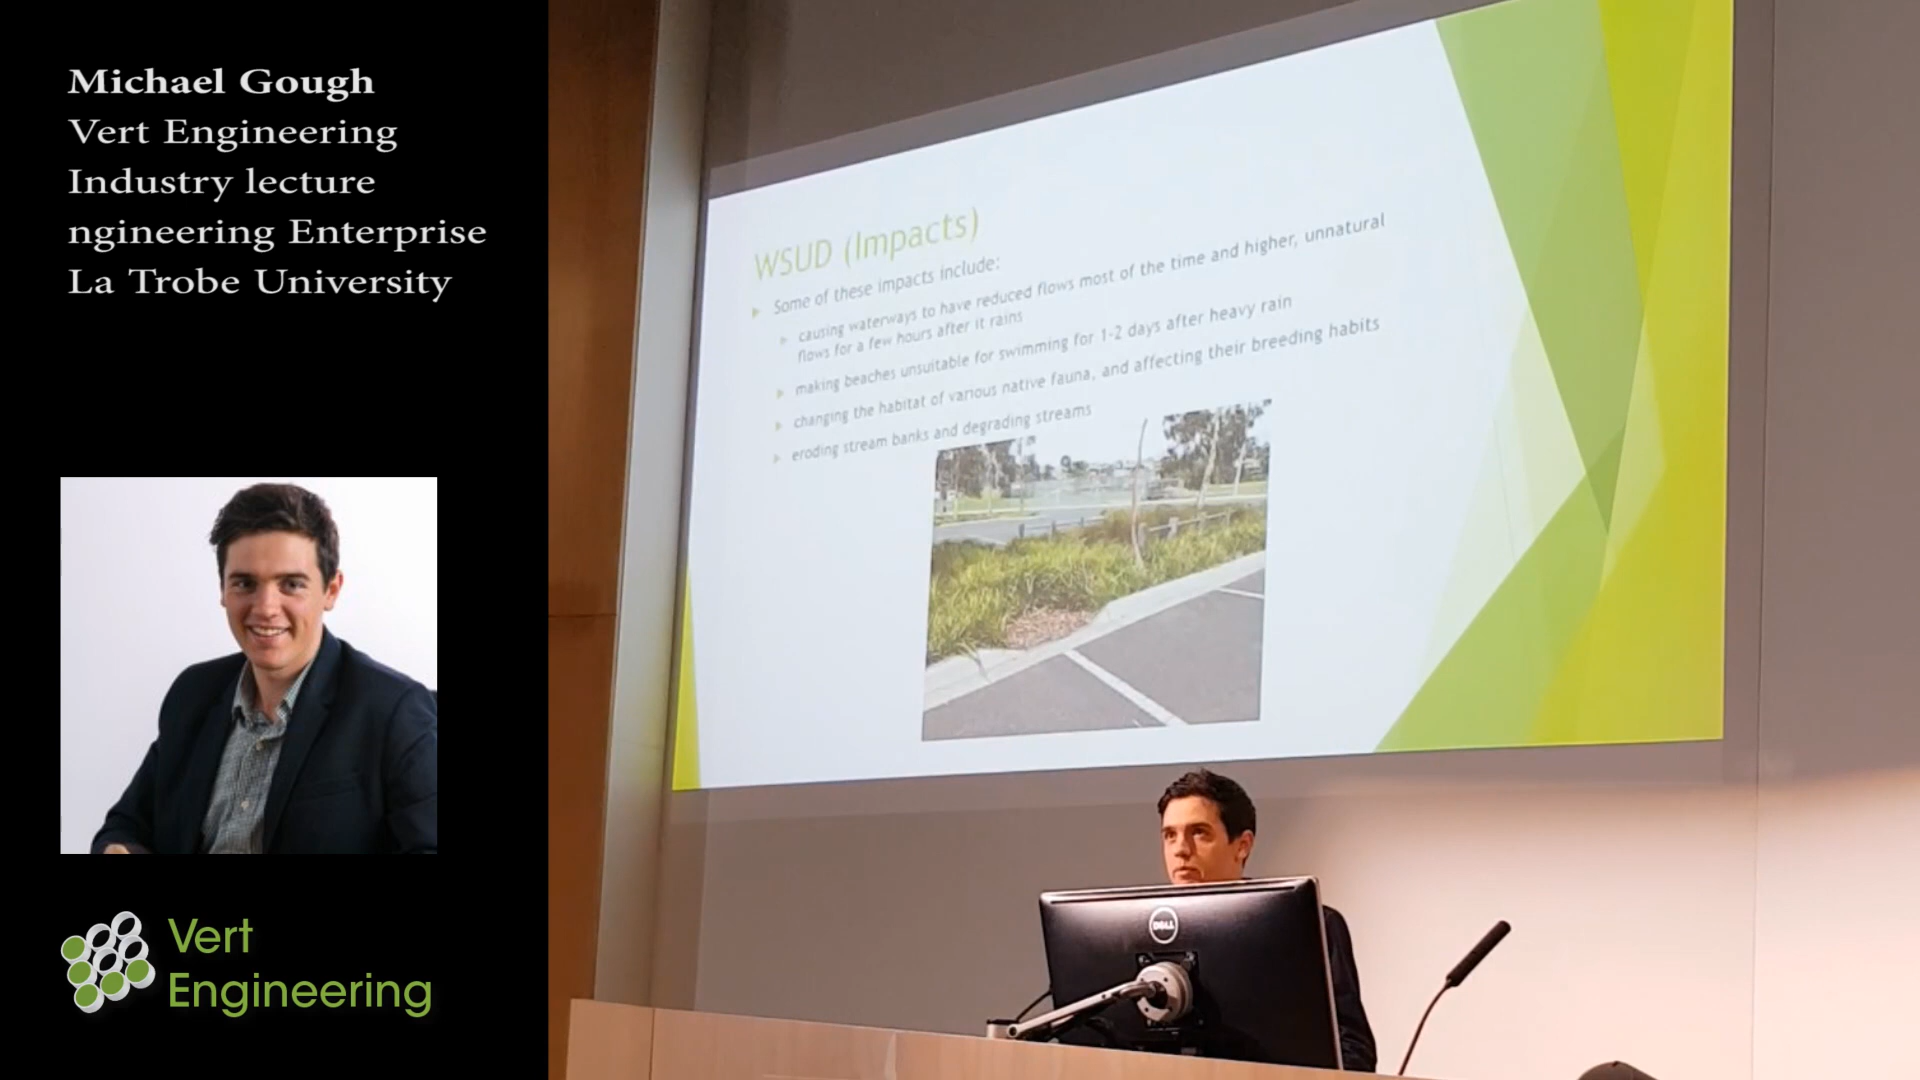 Michael Gough
Vert Engineering
Industry lecture
ngineering Enterprise
La Trobe University
Vert
Engineering
WSUD (Impacts)
Some of these impacts include:
causing waterways to have reduced flows most of the time and higher, unnatural
flows for a few hours after it rains
making beaches unsuitable for swimming for 1-2 days after heavy rain
changing the habitat of various native fauna, and affecting their breeding habits
eroding stream banks and degrading streams
DELL